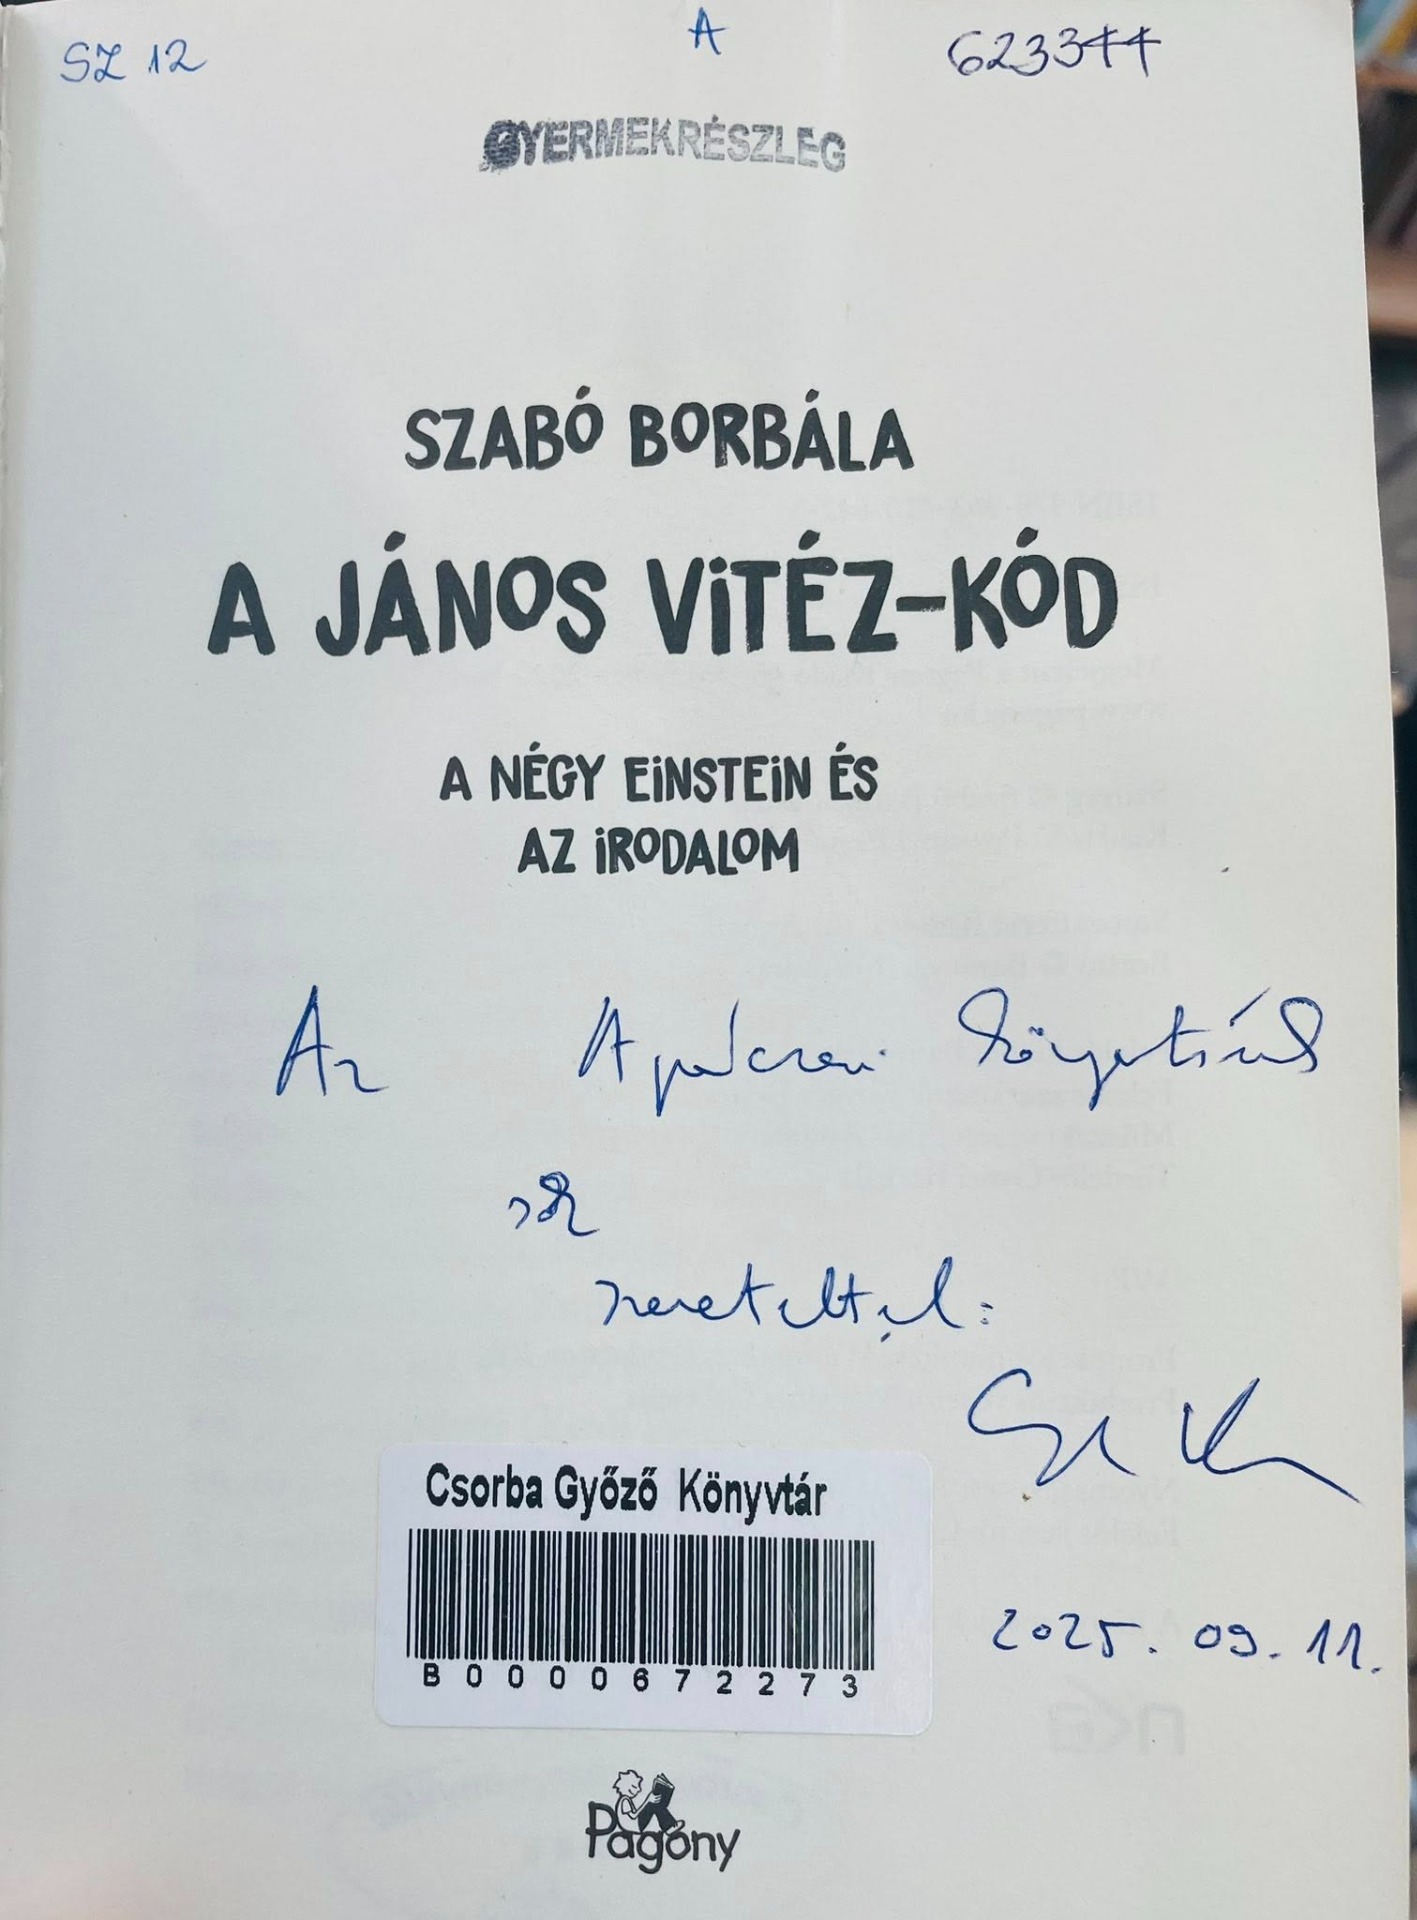 SZ 12 A 623344
GYERMEKRÉSZLEG
SZABÓ BORBÁLA
A JÁNOS VITÉZ-KÓD
A NÉGY EINSTEIN ÉS
AZ IRODALOM
Az Apáczai
szeretettel:
Csorba Győző Könyvtár
B0000672273
2025. 09. 11.
Pagony